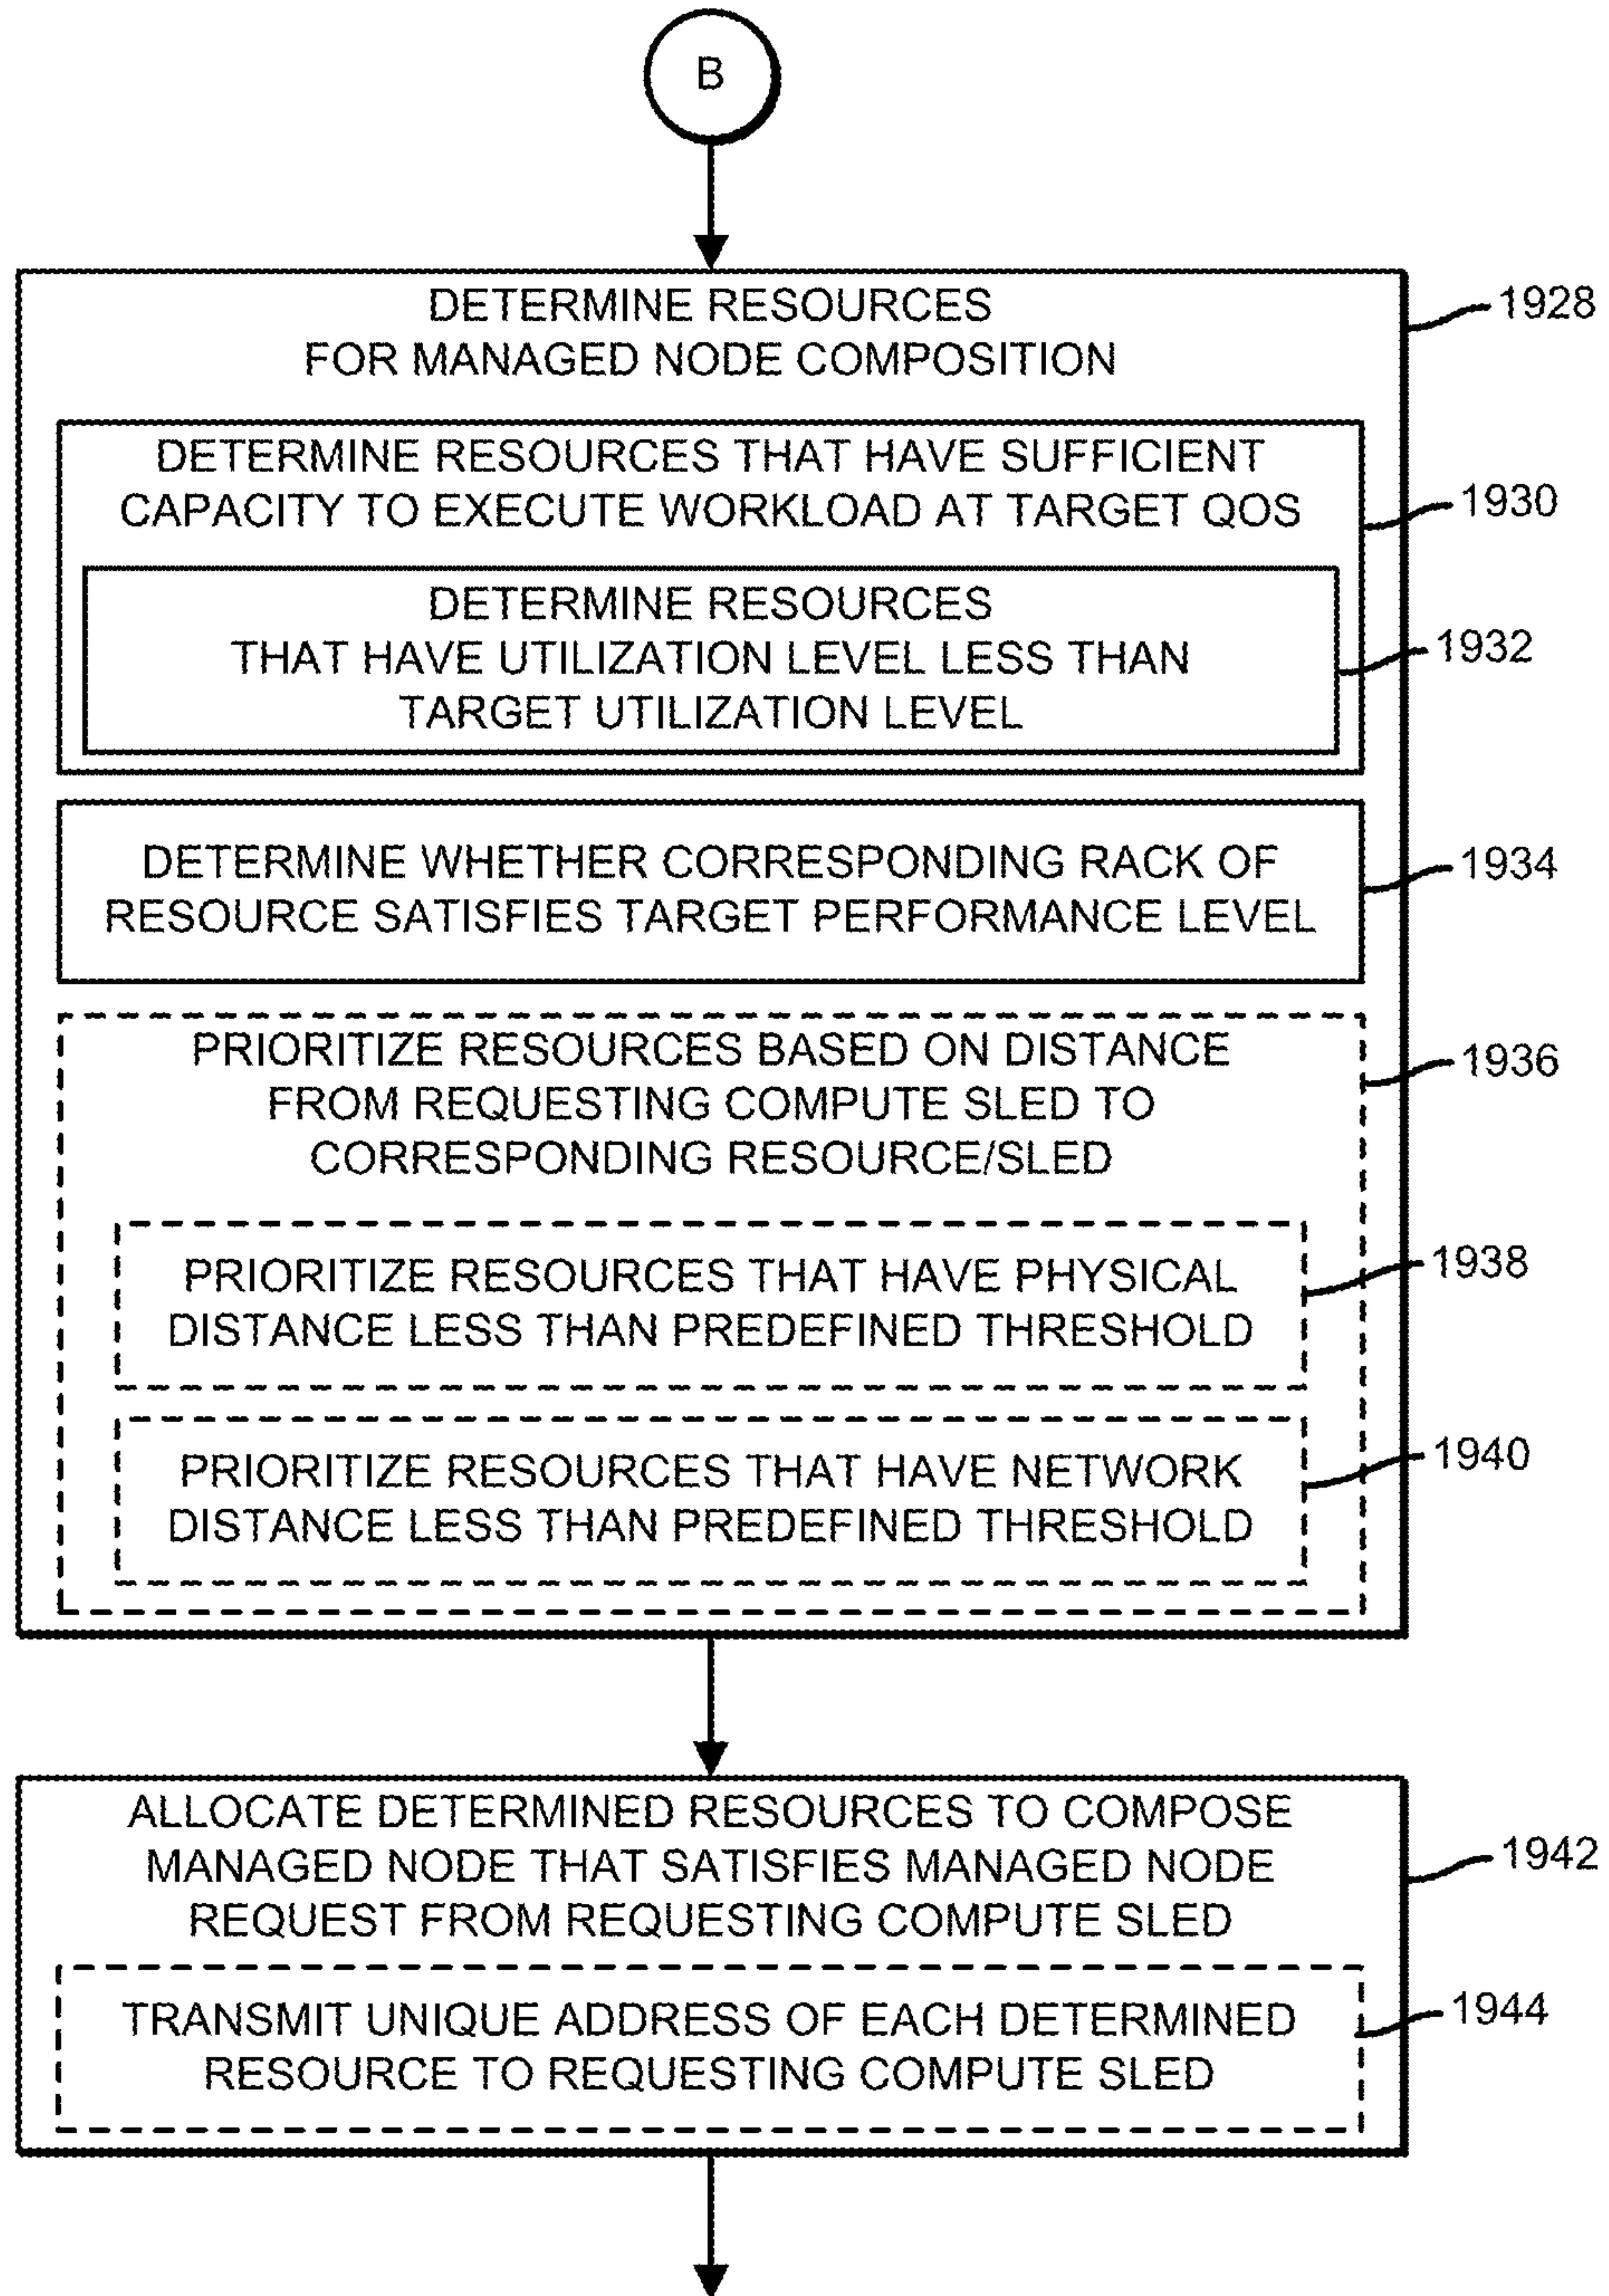 B
DETERMINE RESOURCES
FOR MANAGED NODE COMPOSITION
1928
DETERMINE RESOURCES THAT HAVE SUFFICIENT
CAPACITY TO EXECUTE WORKLOAD AT TARGET QOS
1930
DETERMINE RESOURCES
THAT HAVE UTILIZATION LEVEL LESS THAN
TARGET UTILIZATION LEVEL
1932
DETERMINE WHETHER CORRESPONDING RACK OF
RESOURCE SATISFIES TARGET PERFORMANCE LEVEL
1934
PRIORITIZE RESOURCES BASED ON DISTANCE
FROM REQUESTING COMPUTE SLED TO
CORRESPONDING RESOURCE/SLED
1936
PRIORITIZE RESOURCES THAT HAVE PHYSICAL
DISTANCE LESS THAN PREDEFINED THRESHOLD
1938
PRIORITIZE RESOURCES THAT HAVE NETWORK
DISTANCE LESS THAN PREDEFINED THRESHOLD
1940
ALLOCATE DETERMINED RESOURCES TO COMPOSE
MANAGED NODE THAT SATISFIES MANAGED NODE
REQUEST FROM REQUESTING COMPUTE SLED
1942
TRANSMIT UNIQUE ADDRESS OF EACH DETERMINED
RESOURCE TO REQUESTING COMPUTE SLED
1944